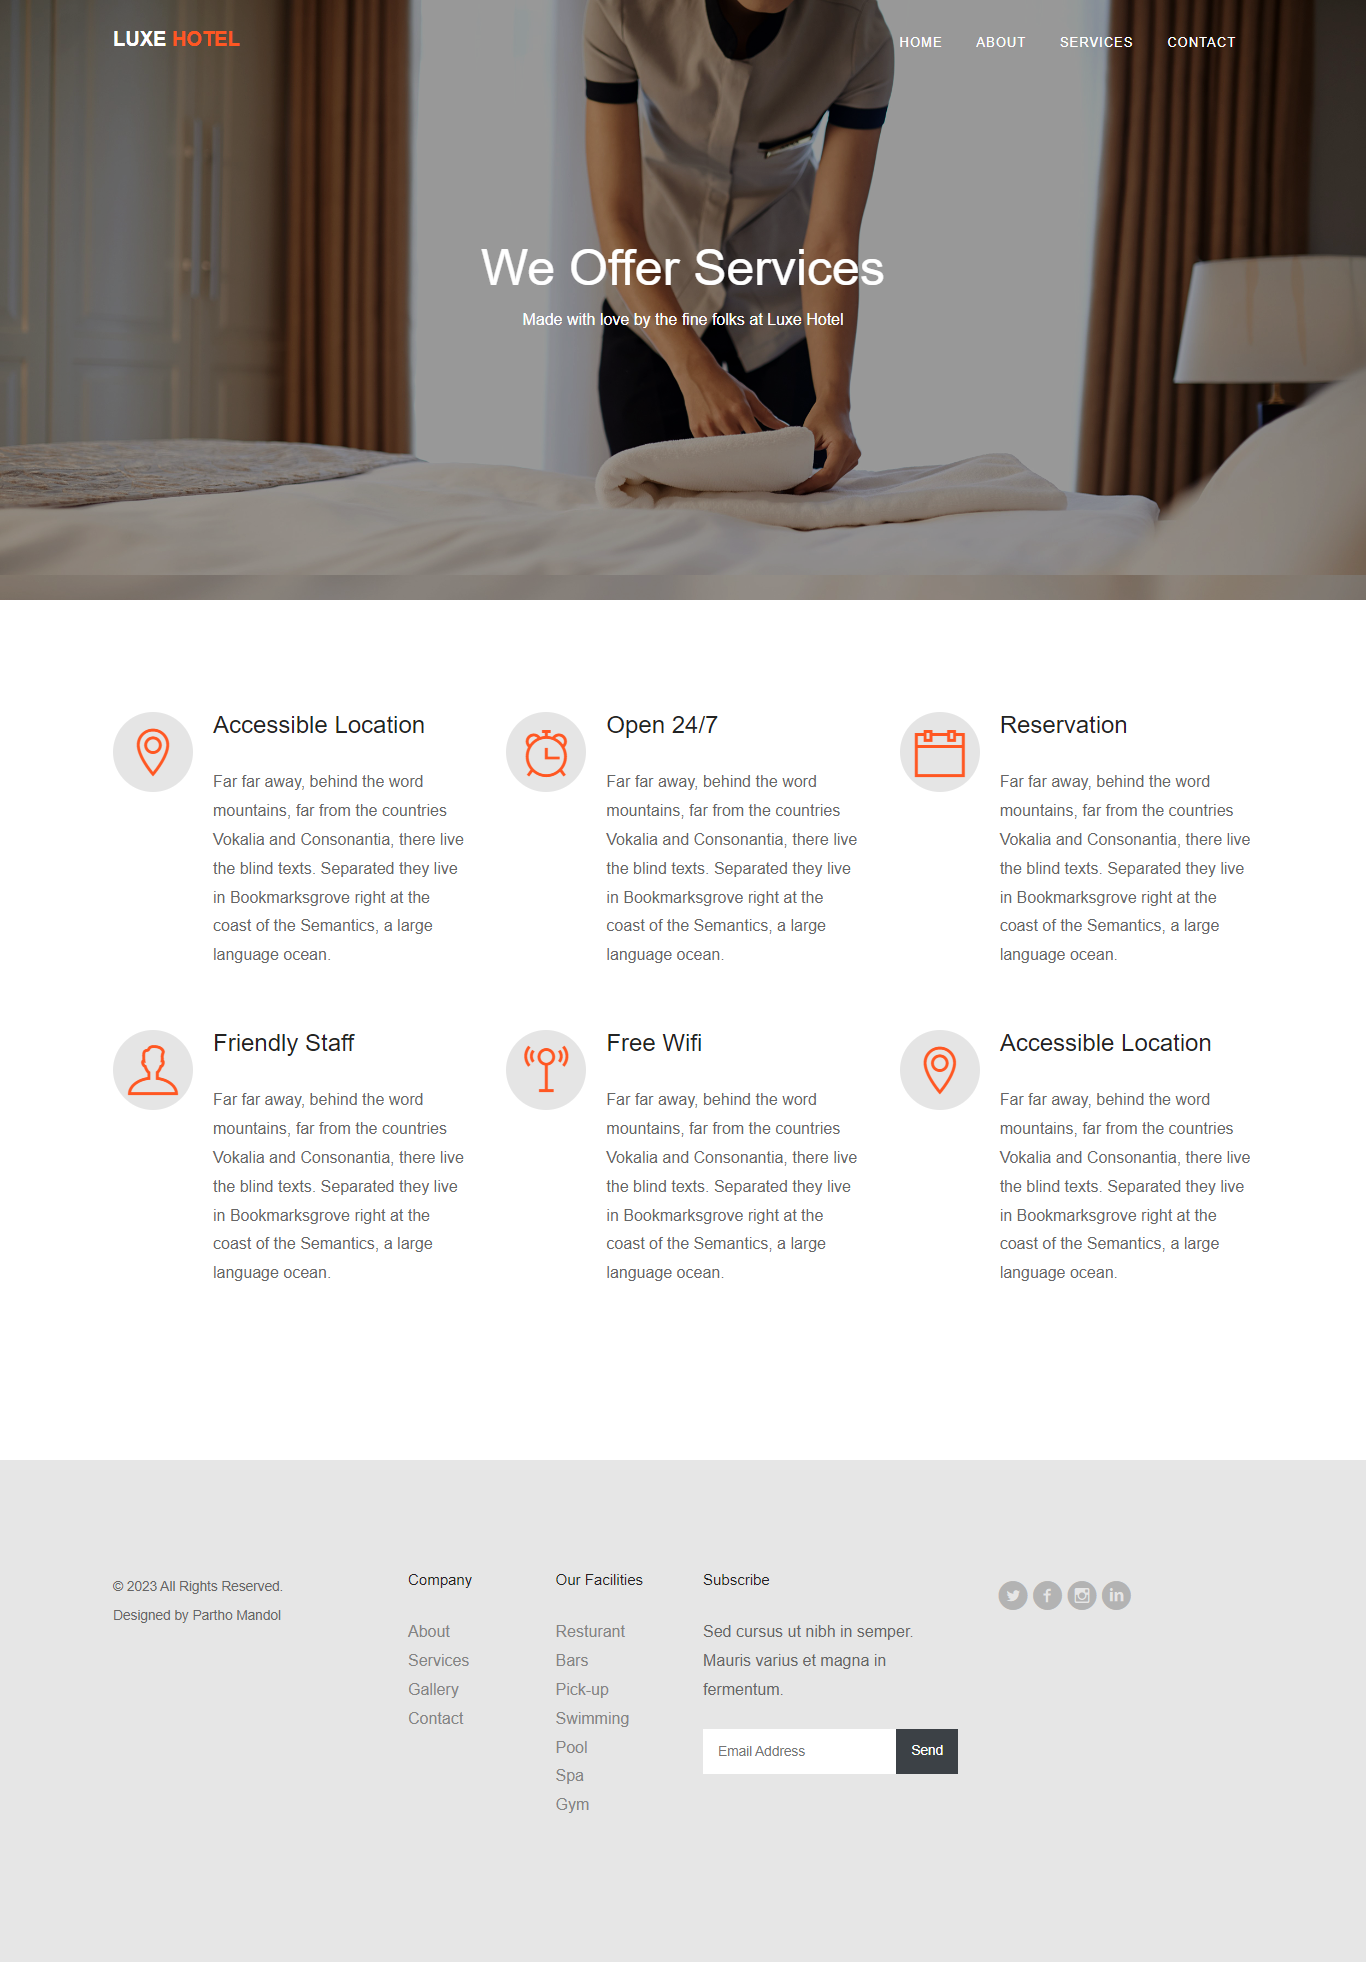 LUXE HOTEL
HOME ABOUT SERVICES CONTACT
We Offer Services
Made with love by the fine folks at Luxe Hotel
Accessible Location
Far far away, behind the word
mountains, far from the countries
Vokalia and Consonantia, there live
the blind texts. Separated they live
in Bookmarksgrove right at the
coast of the Semantics, a large
language ocean.
Open 24/7
Far far away, behind the word
mountains, far from the countries
Vokalia and Consonantia, there live
the blind texts. Separated they live
in Bookmarksgrove right at the
coast of the Semantics, a large
language ocean.
Reservation
Far far away, behind the word
mountains, far from the countries
Vokalia and Consonantia, there live
the blind texts. Separated they live
in Bookmarksgrove right at the
coast of the Semantics, a large
language ocean.
Friendly Staff
Far far away, behind the word
mountains, far from the countries
Vokalia and Consonantia, there live
the blind texts. Separated they live
in Bookmarksgrove right at the
coast of the Semantics, a large
language ocean.
Free Wifi
Far far away, behind the word
mountains, far from the countries
Vokalia and Consonantia, there live
the blind texts. Separated they live
in Bookmarksgrove right at the
coast of the Semantics, a large
language ocean.
Accessible Location
Far far away, behind the word
mountains, far from the countries
Vokalia and Consonantia, there live
the blind texts. Separated they live
in Bookmarksgrove right at the
coast of the Semantics, a large
language ocean.
© 2023 All Rights Reserved.
Designed by Partho Mandol
Company
About
Services
Gallery
Contact
Our Facilities
Resturant
Bars
Pick-up
Swimming
Pool
Spa
Gym
Subscribe
Sed cursus ut nibh in semper.
Mauris varius et magna in
fermentum.
Email Address
Send